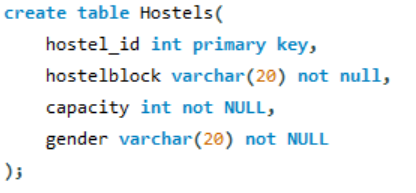 create table Hostels(
    hostel_id int primary key,
    hostelblock varchar(20) not null,
    capacity int not NULL,
    gender varchar(20) not NULL
);